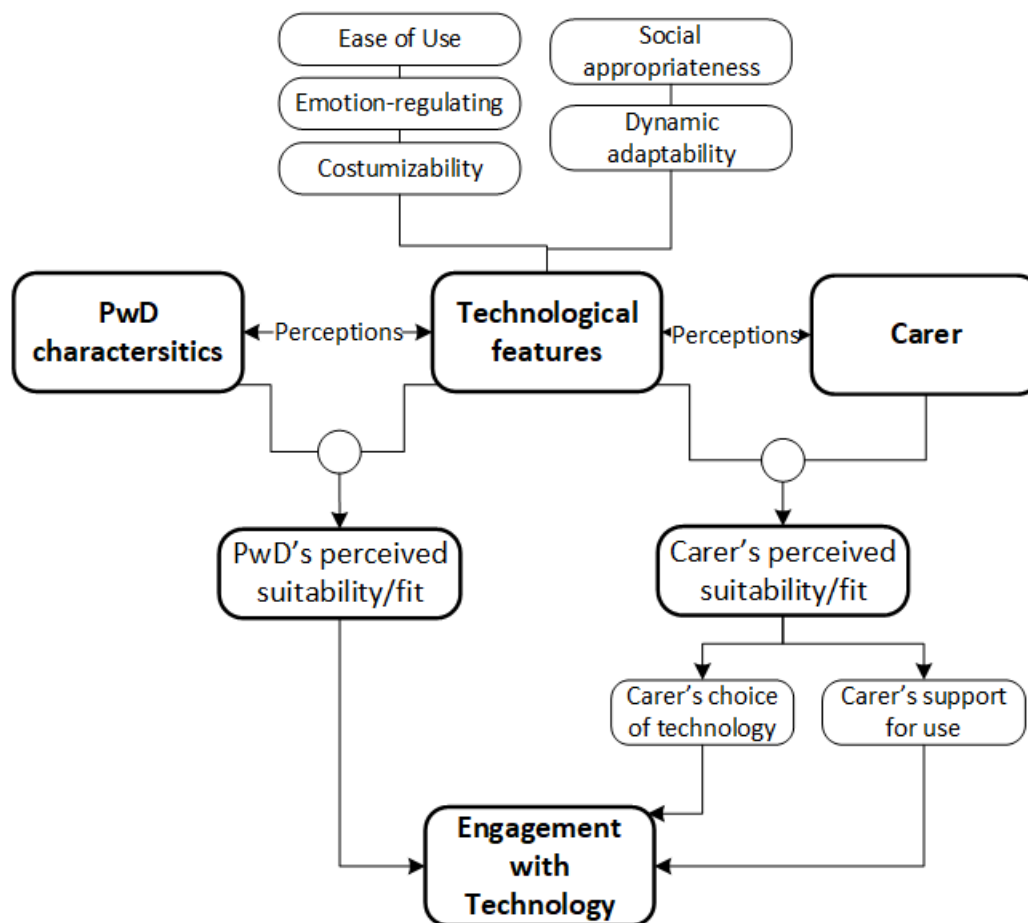 Ease of Use
Emotion-regulating
Costumizability
Social
appropriateness
Dynamic
adaptability
PwD
charactersitics
Perceptions
Technological
features
Perceptions
Carer
PwD's perceived
suitability/fit
Carer's perceived
suitability/fit
Carer's choice
of technology
Carer's support
for use
Engagement
with
Technology